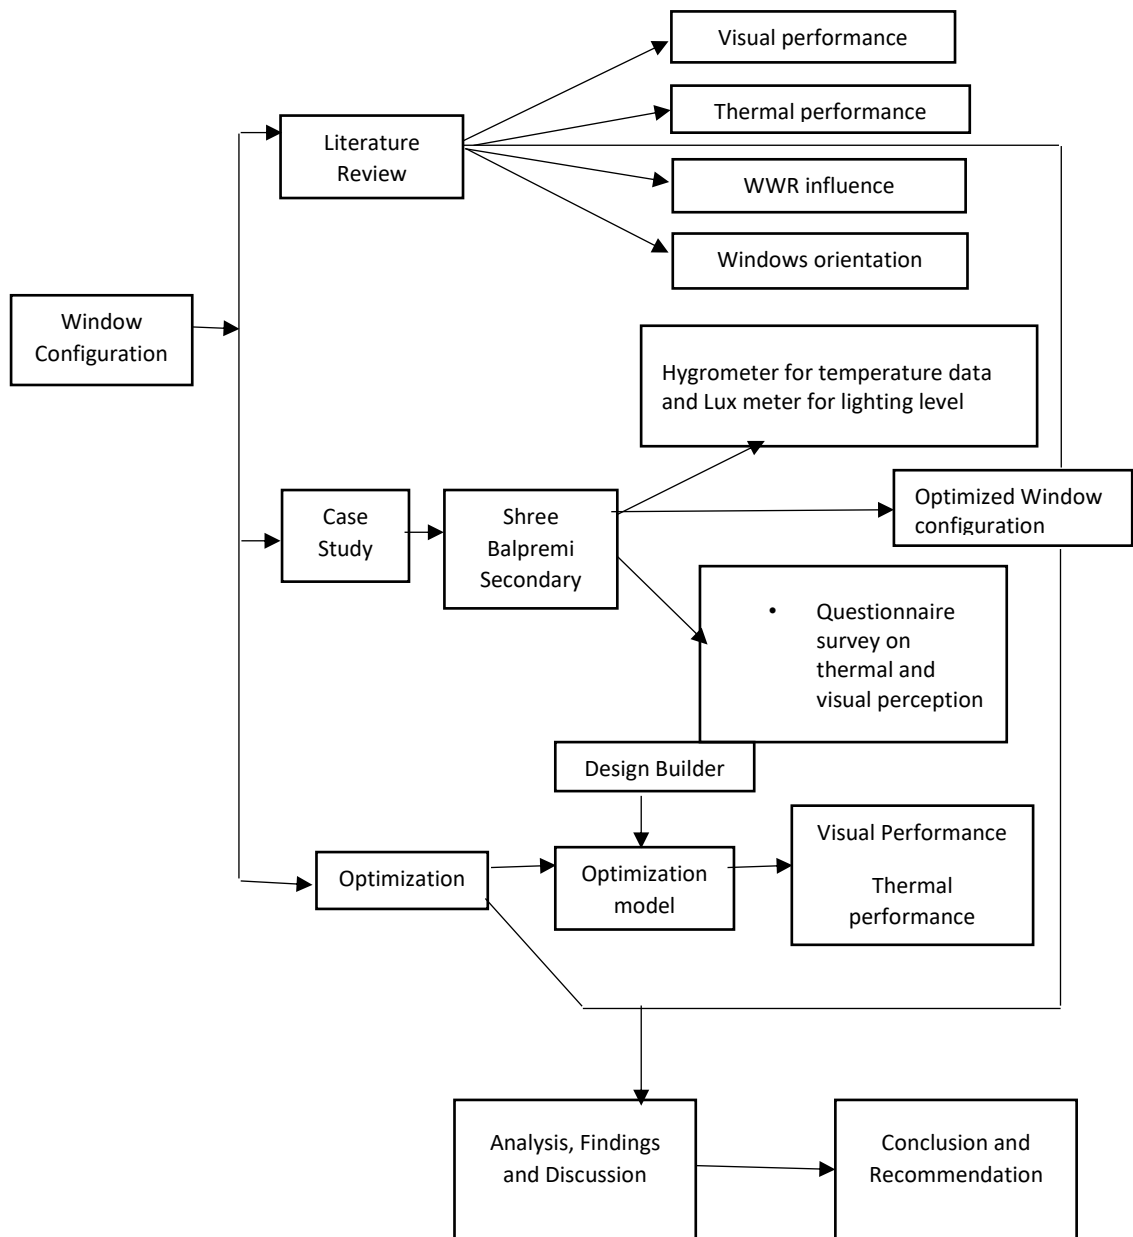 Visual performance
Thermal performance
Literature
Review
WWR influence
Windows orientation
Window
Configuration
Hygrometer for temperature data
and Lux meter for lighting level
Case
Study
Shree
Balpremi
Secondary
Optimized Window
configuration
• Questionnaire
survey on
thermal and
visual perception
Design Builder
Optimization
Optimization
model
Visual Performance
Thermal
performance
Analysis, Findings
and Discussion
Conclusion and
Recommendation